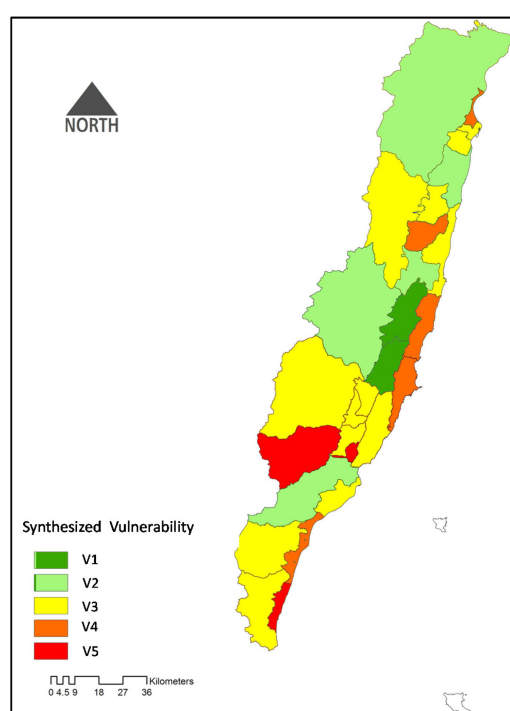 NORTH
Synthesized Vulnerability
V1
V2
V3
V4
V5
Kilometers
0 4.5 9 18 27 36